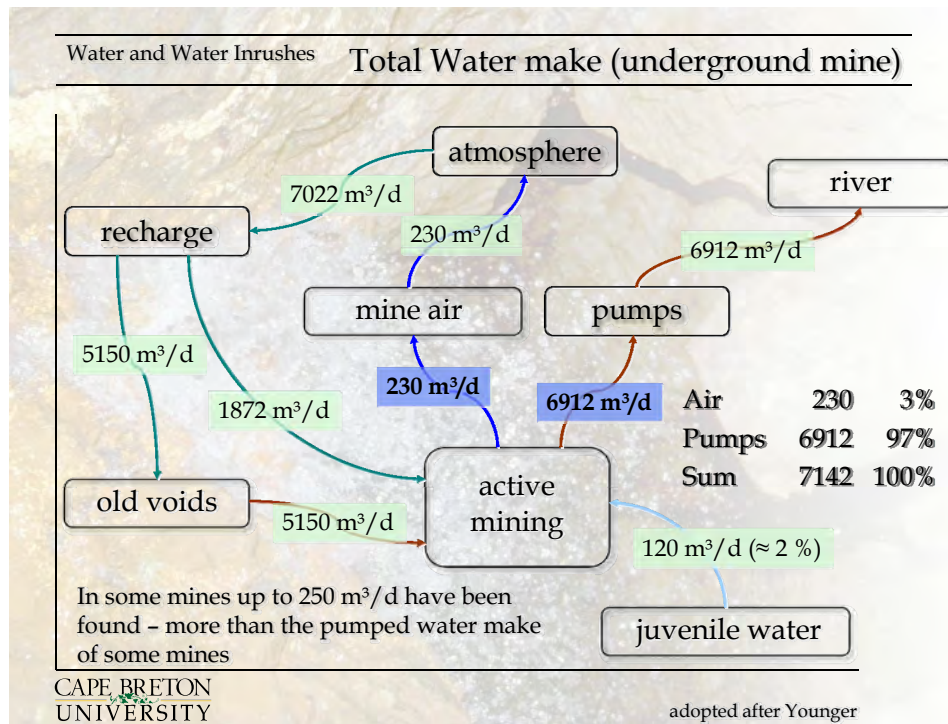 Water and Water Inrushes
Total Water make (underground mine)
atmosphere
river
7022 m³/d
recharge
230 m³/d
6912 m³/d
mine air
pumps
5150 m³/d
230 m³/d
6912 m³/d
1872 m³/d
Air 230 3%
Pumps 6912 97%
Sum 7142 100%
old voids
active
mining
5150 m³/d
120 m³/d (≈ 2 %)
In some mines up to 250 m³/d have been
found – more than the pumped water make
of some mines
juvenile water
CAPE BRETON
UNIVERSITY
adopted after Younger